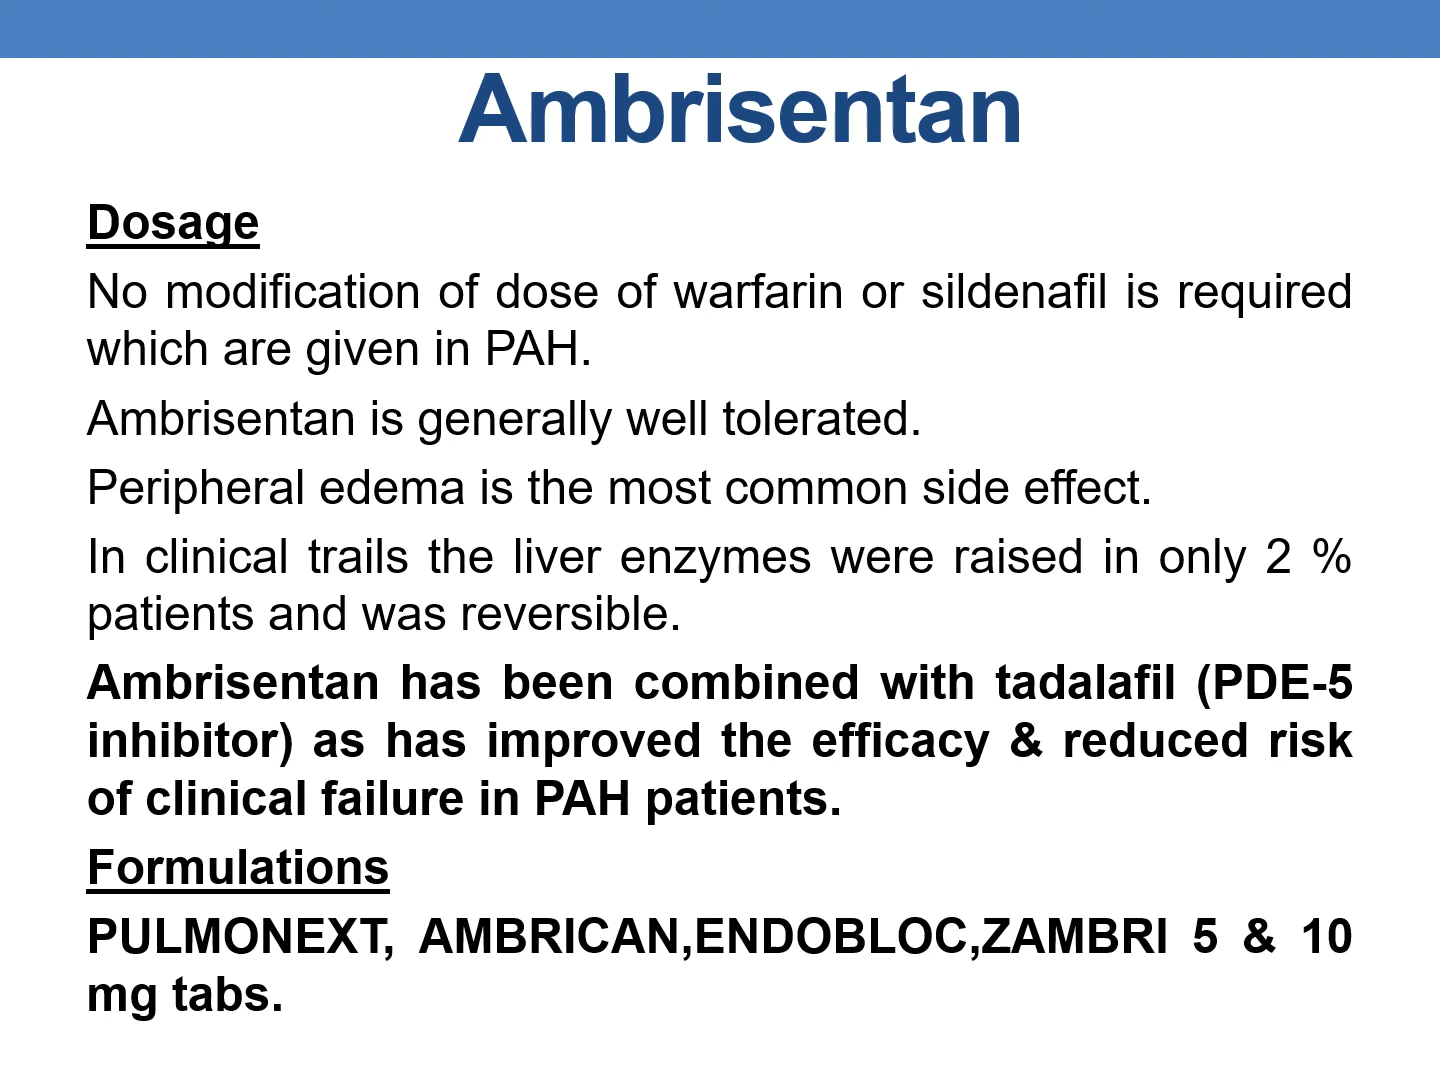 Ambrisentan
Dosage
No modification of dose of warfarin or sildenafil is required
which are given in PAH.
Ambrisentan is generally well tolerated.
Peripheral edema is the most common side effect.
In clinical trails the liver enzymes were raised in only 2 %
patients and was reversible.
Ambrisentan has been combined with tadalafil (PDE-5
inhibitor) as has improved the efficacy & reduced risk
of clinical failure in PAH patients.
Formulations
PULMONEXT, AMBRICAN,ENDOBLOC,ZAMBRI 5 & 10
mg tabs.